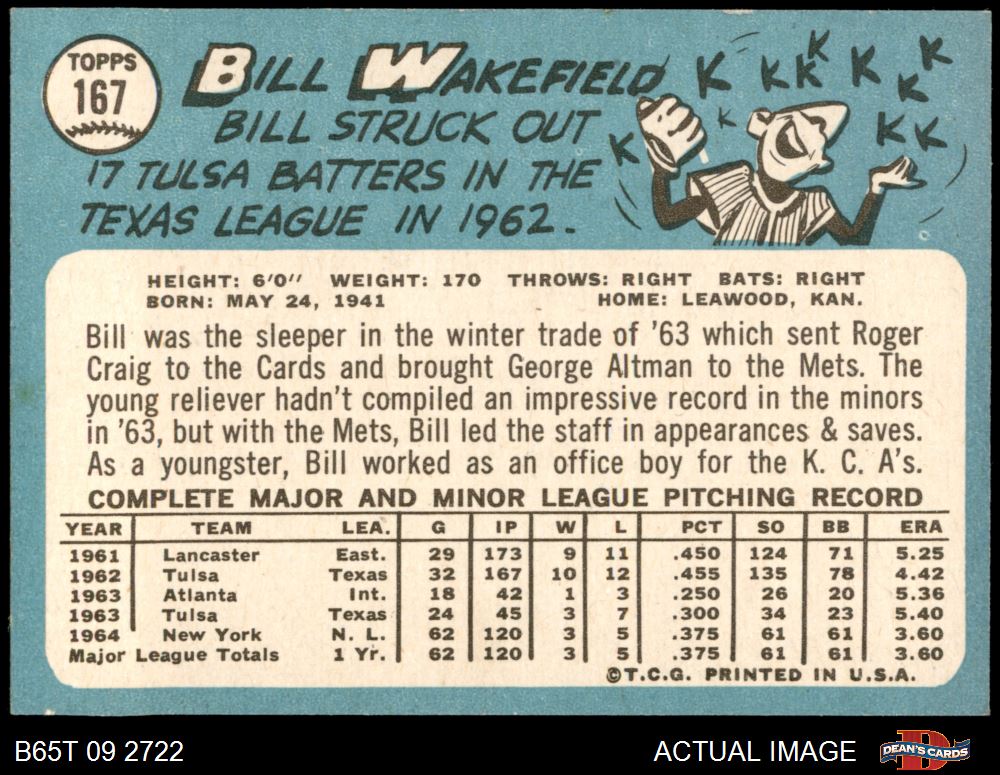 TOPPS
167
BILL WAKEFIELD
BILL STRUCK OUT
17 TULSA BATTERS IN THE
TEXAS LEAGUE IN 1962.
K K K K K K K K K K K
HEIGHT: 6'0" WEIGHT: 170 THROWS: RIGHT BATS: RIGHT
BORN: MAY 24, 1941 HOME: LEAWOOD, KAN.
Bill was the sleeper in the winter trade of '63 which sent Roger
Craig to the Cards and brought George Altman to the Mets. The
young reliever hadn't compiled an impressive record in the minors
in '63, but with the Mets, Bill led the staff in appearances & saves.
As a youngster, Bill worked as an office boy for the K. C. A's.
COMPLETE MAJOR AND MINOR LEAGUE PITCHING RECORD
YEAR TEAM LEA. G IP W L PCT SO BB ERA
1961 Lancaster East. 29 173 9 11 .450 124 71 5.25
1962 Tulsa Texas 32 167 10 12 .455 135 78 4.42
1963 Atlanta Int. 18 42 1 3 .250 26 20 5.36
1963 Tulsa Texas 24 45 3 7 .300 34 23 5.40
1964 New York N. L. 62 120 3 5 .375 61 61 3.60
Major League Totals 1 Yr. 62 120 3 5 .375 61 61 3.60
©T.C.G. PRINTED IN U.S.A.
B65T 09 2722 ACTUAL IMAGE DEAN'S CARDS